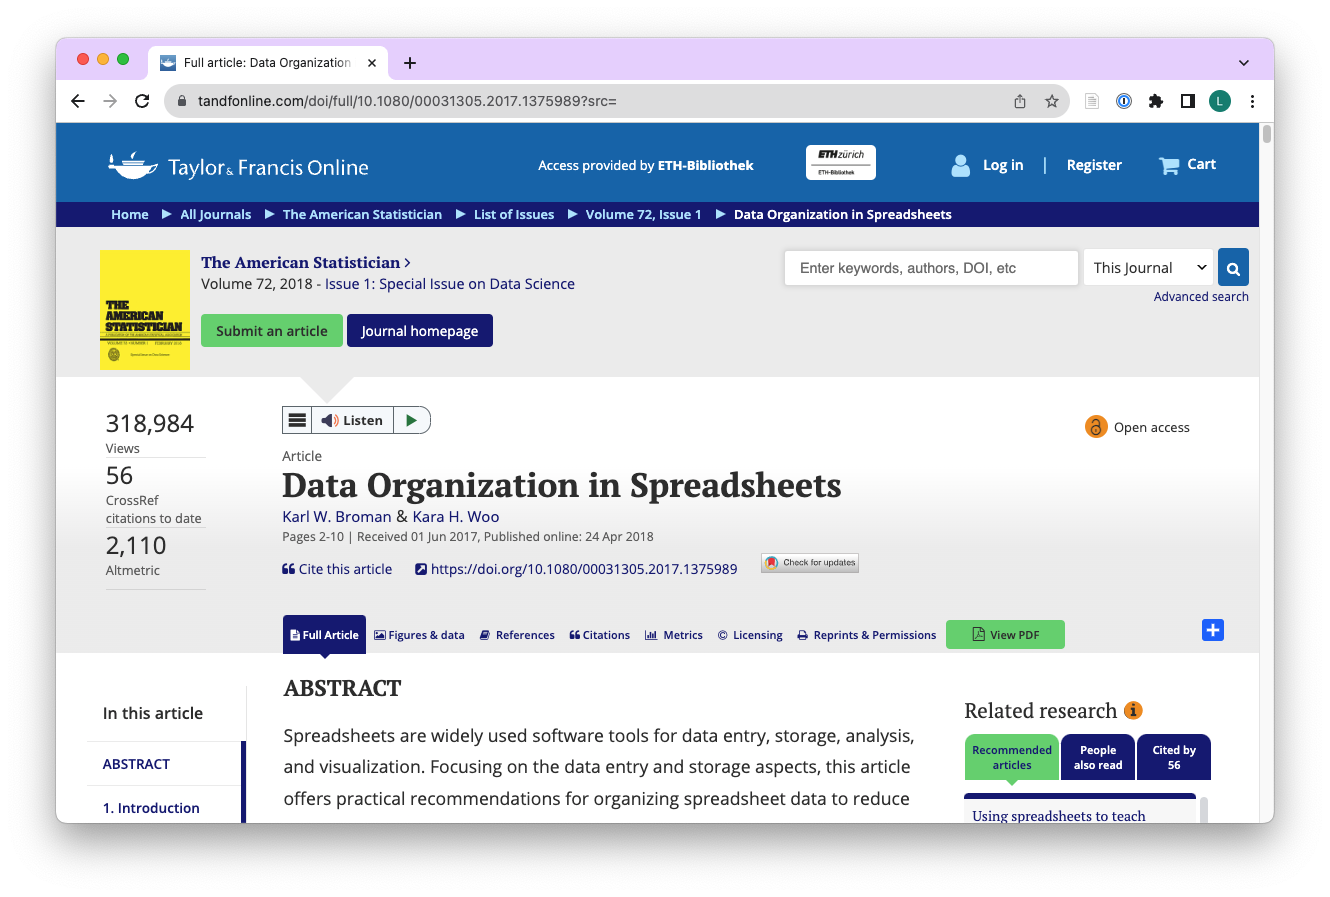 Full article: Data Organization
tandfonline.com/doi/full/10.1080/00031305.2017.1375989?src=
L
Taylor & Francis Online
Access provided by ETH-Bibliothek
ETH zürich
ETH-Bibliothek
Log in | Register
Cart
Home ▶ All Journals ▶ The American Statistician ▶ List of Issues ▶ Volume 72, Issue 1 ▶ Data Organization in Spreadsheets
THE
AMERICAN
STATISTICIAN
The American Statistician >
Volume 72, 2018 - Issue 1: Special Issue on Data Science
Submit an article
Journal homepage
Enter keywords, authors, DOI, etc
This Journal
Advanced search
318,984
Views
56
CrossRef
citations to date
2,110
Altmetric
Listen
Open access
Article
Data Organization in Spreadsheets
Karl W. Broman & Kara H. Woo
Pages 2-10 | Received 01 Jun 2017, Published online: 24 Apr 2018
Cite this article
https://doi.org/10.1080/00031305.2017.1375989
Check for updates
Full Article
Figures & data
References
Citations
Metrics
Licensing
Reprints & Permissions
View PDF
In this article
ABSTRACT
1. Introduction
ABSTRACT
Spreadsheets are widely used software tools for data entry, storage, analysis,
and visualization. Focusing on the data entry and storage aspects, this article
offers practical recommendations for organizing spreadsheet data to reduce
Related research
Recommended
articles
People
also read
Cited by
56
Using spreadsheets to teach